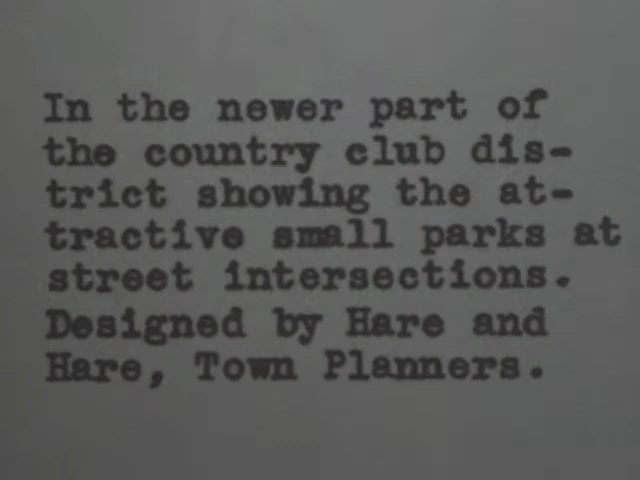 In the newer part of
the country club dis-
trict showing the at-
tractive small parks at
street intersections.
Designed by Hare and
Hare, Town Planners.